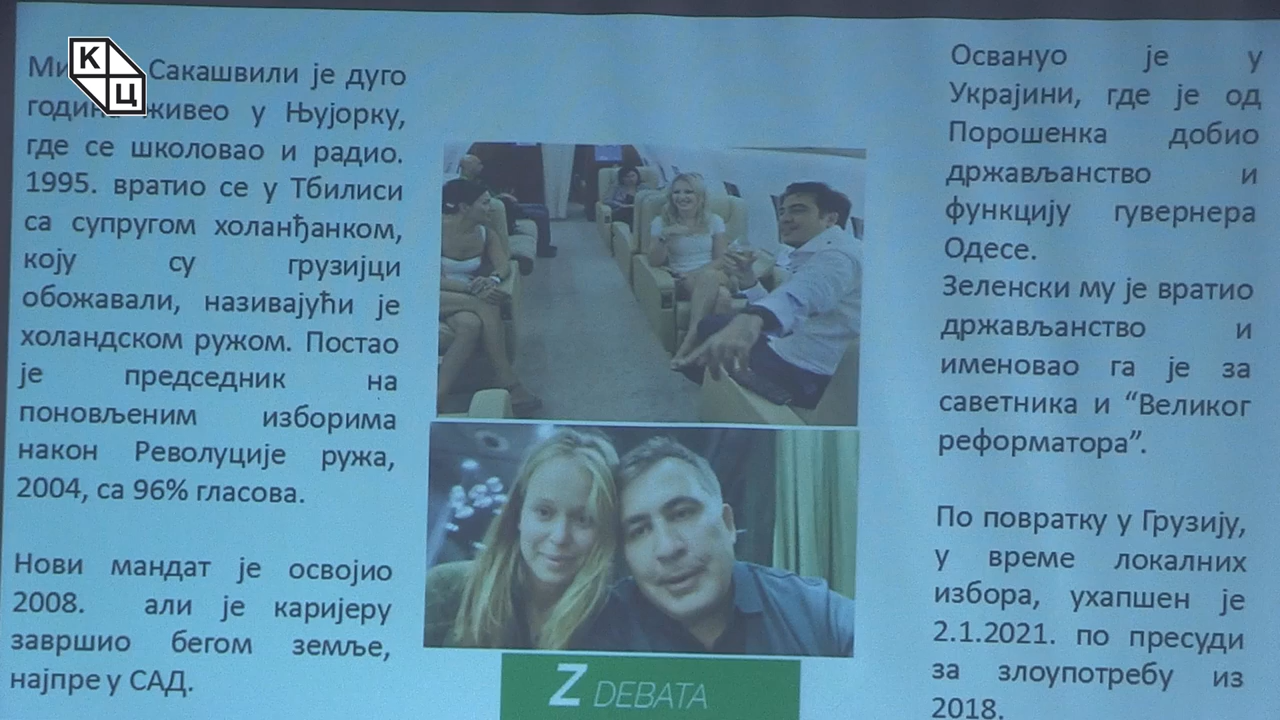 К
Ц
Ми Сакашвили је дуго
година живео у Њујорку,
где се школовао и радио.
1995. вратио се у Тбилиси
са супругом холанђанком,
коју су грузијци
обожавали, називајући је
холандском ружом. Постао
је председник на
поновљеним изборима
након Револуције ружа,
2004, са 96% гласова.
Нови мандат је освојио
2008. али је каријеру
завршио бегом земље,
најпре у САД.
Освануо је у
Украјини, где је од
Порошенка добио
држављанство и
функцију гувернера
Одесе.
Зеленски му је вратио
држављанство и
именовао га је за
саветника и “Великог
реформатора”.
По повратку у Грузију,
у време локалних
избора, ухапшен је
2.1.2021. по пресуди
за злоупотребу из
2018.
Z DEBATA